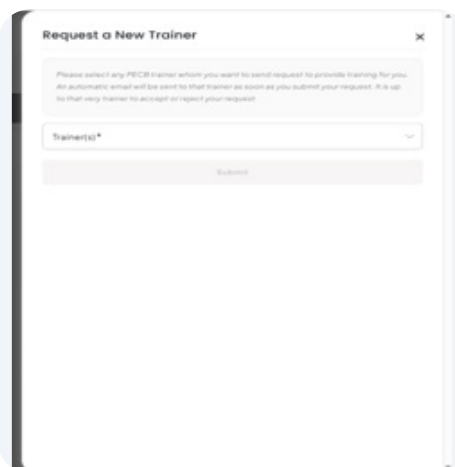 Request a New Trainer
Please select any PECB trainer whom you want to send request to provide training for you.
An automatic email will be sent to that trainer as soon as you submit your request. It is up
to that very trainer to accept or reject your request.
Trainer(s)*
Submit